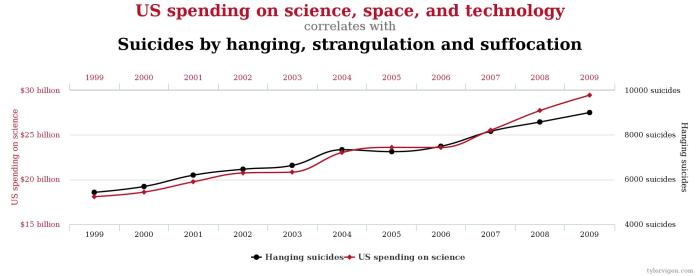 US spending on science, space, and technology
correlates with
Suicides by hanging, strangulation and suffocation
1999 2000 2001 2002 2003 2004 2005 2006 2007 2008 2009
$30 billion 10000 suicides
$25 billion 8000 suicides
$20 billion 6000 suicides
$15 billion 4000 suicides
US spending on science
Hanging suicides
1999 2000 2001 2002 2003 2004 2005 2006 2007 2008 2009
Hanging suicides US spending on science
tylervigen.com